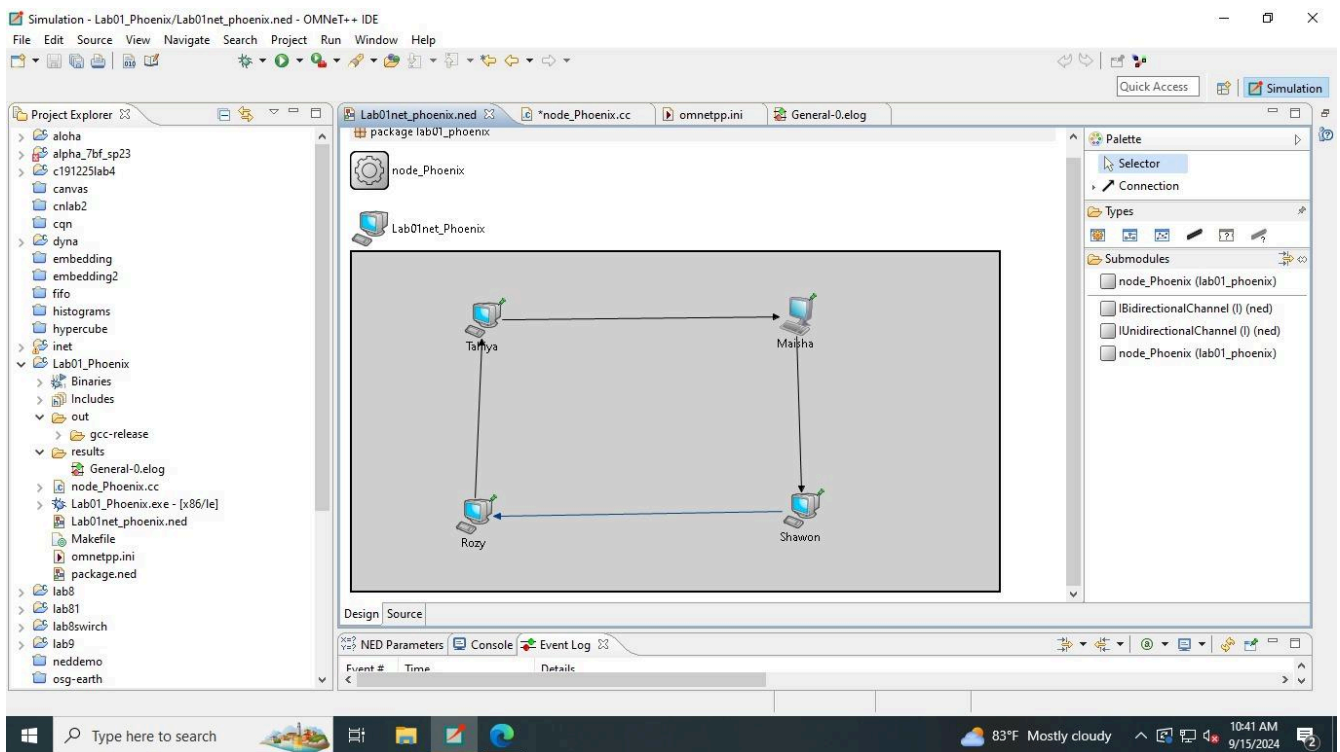 Simulation - Lab01_Phoenix/Lab01net_phoenix.ned - OMNeT++ IDE
File Edit Source View Navigate Search Project Run Window Help
Quick Access
Simulation
Project Explorer
aloha
alpha_7bf_sp23
c191225lab4
canvas
cnlab2
cqn
dyna
embedding
embedding2
fifo
histograms
hypercube
inet
Lab01_Phoenix
Binaries
Includes
out
gcc-release
results
General-0.elog
node_Phoenix.cc
Lab01_Phoenix.exe - [x86/le]
Lab01net_phoenix.ned
Makefile
omnetpp.ini
package.ned
lab8
lab81
lab8swirch
lab9
neddemo
osg-earth
Lab01net_phoenix.ned *node_Phoenix.cc omnetpp.ini General-0.elog
package lab01_phoenix
node_Phoenix
Lab01net_Phoenix
Maisha
Rozy
Shawon
Design Source
Palette
Selector
Connection
Types
Submodules
node_Phoenix (lab01_phoenix)
IBidirectionalChannel (I) (ned)
IUnidirectionalChannel (I) (ned)
node_Phoenix (lab01_phoenix)
NED Parameters Console Event Log
Event # Time Details
Type here to search
83°F Mostly cloudy
10:41 AM
9/15/2024